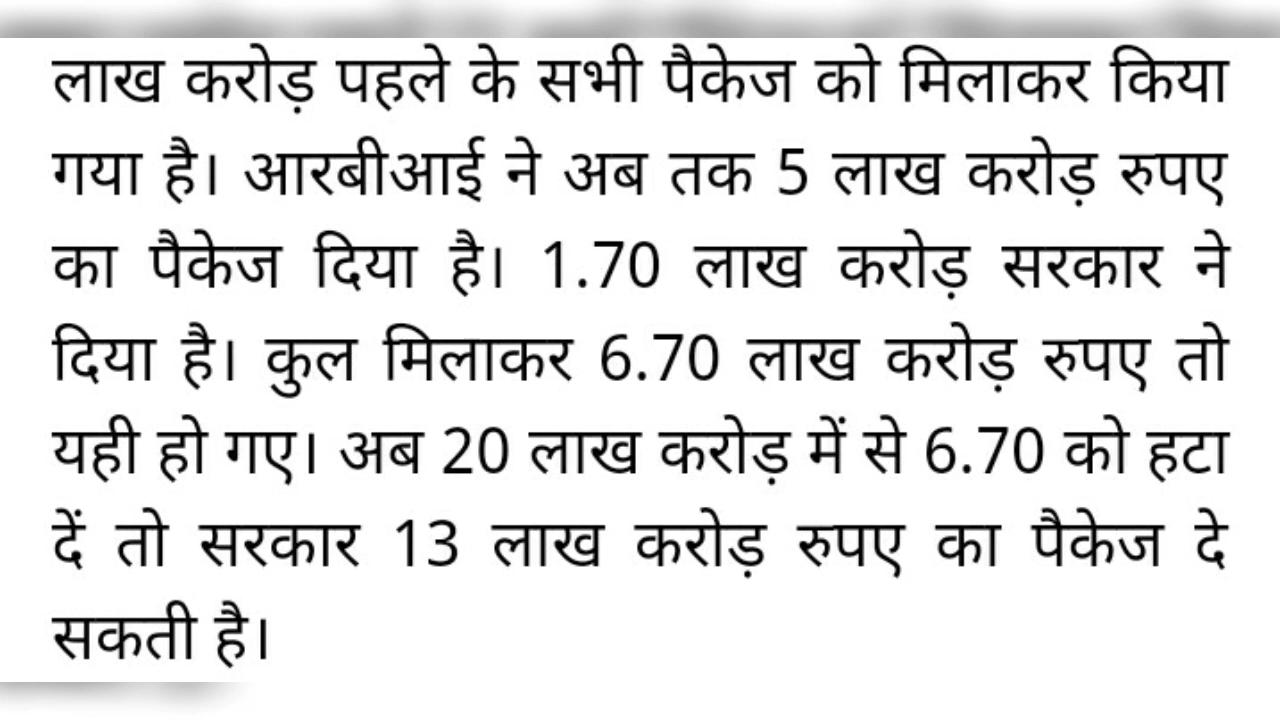 लाख करोड़ पहले के सभी पैकेज को मिलाकर किया
गया है। आरबीआई ने अब तक 5 लाख करोड़ रुपए
का पैकेज दिया है। 1.70 लाख करोड़ सरकार ने
दिया है। कुल मिलाकर 6.70 लाख करोड़ रुपए तो
यही हो गए। अब 20 लाख करोड़ में से 6.70 को हटा
दें तो सरकार 13 लाख करोड़ रुपए का पैकेज दे
सकती है।